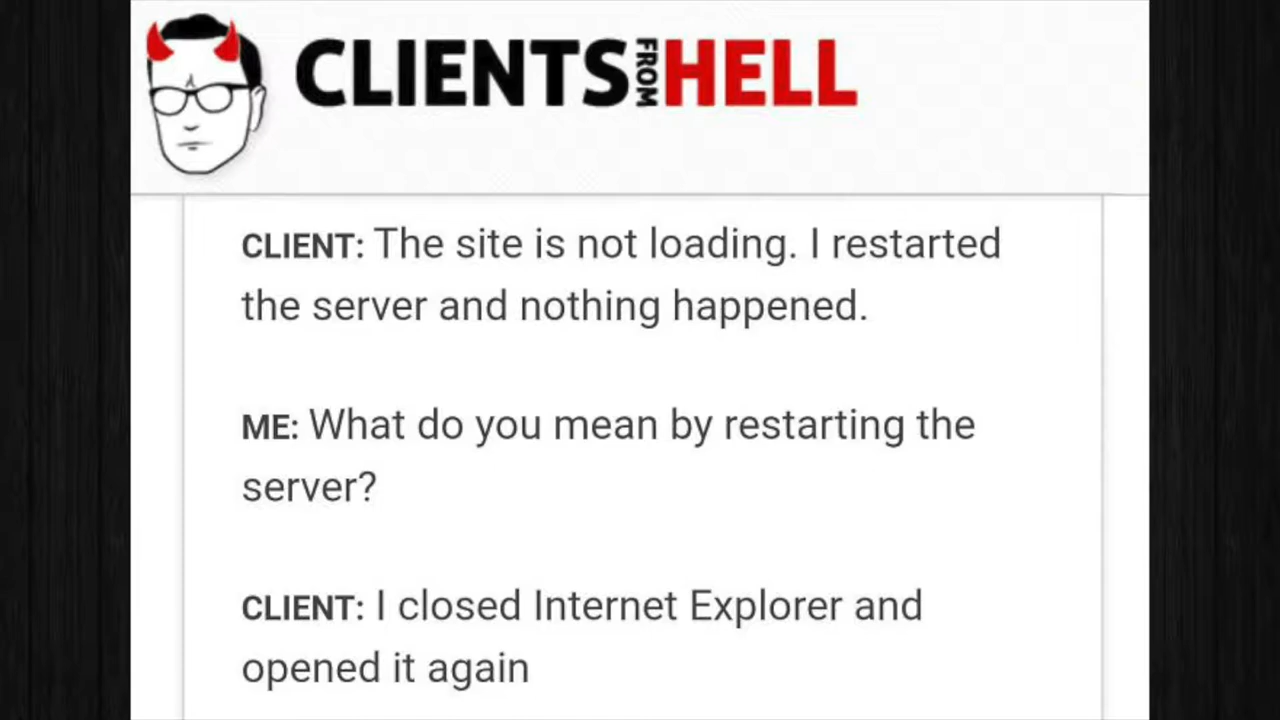 CLIENTS FROM HELL
CLIENT: The site is not loading. I restarted
the server and nothing happened.
ME: What do you mean by restarting the
server?
CLIENT: I closed Internet Explorer and
opened it again